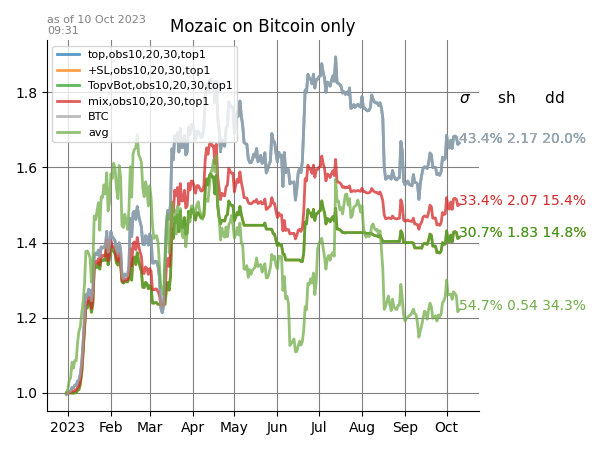 as of 10 Oct 2023
09:31
Mozaic on Bitcoin only
top,obs10,20,30,top1
+SL,obs10,20,30,top1
TopvBot,obs10,20,30,top1
mix,obs10,20,30,top1
BTC
avg
σ sh dd
43.4% 2.17 20.0%
33.4% 2.07 15.4%
30.7% 1.83 14.8%
54.7% 0.54 34.3%
1.8
1.6
1.4
1.2
1.0
2023 Feb Mar Apr May Jun Jul Aug Sep Oct